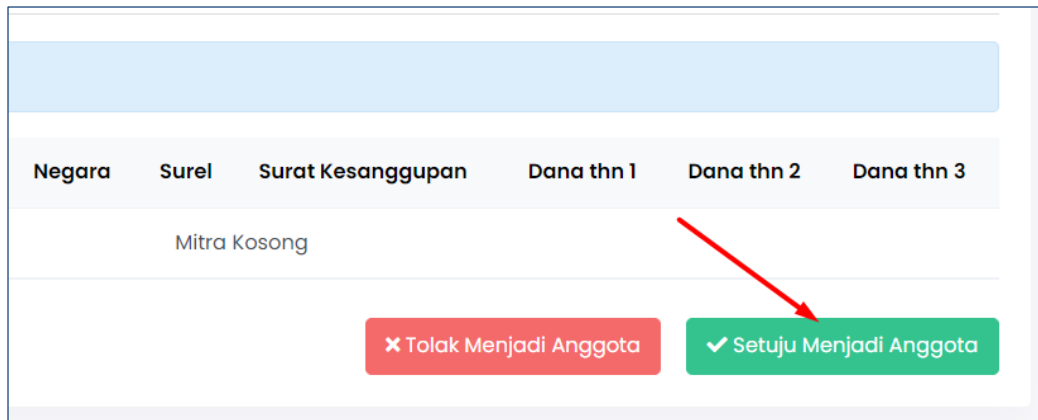 Negara Surel Surat Kesanggupan Dana thn 1 Dana thn 2 Dana thn 3
Mitra Kosong
Tolak Menjadi Anggota Setuju Menjadi Anggota